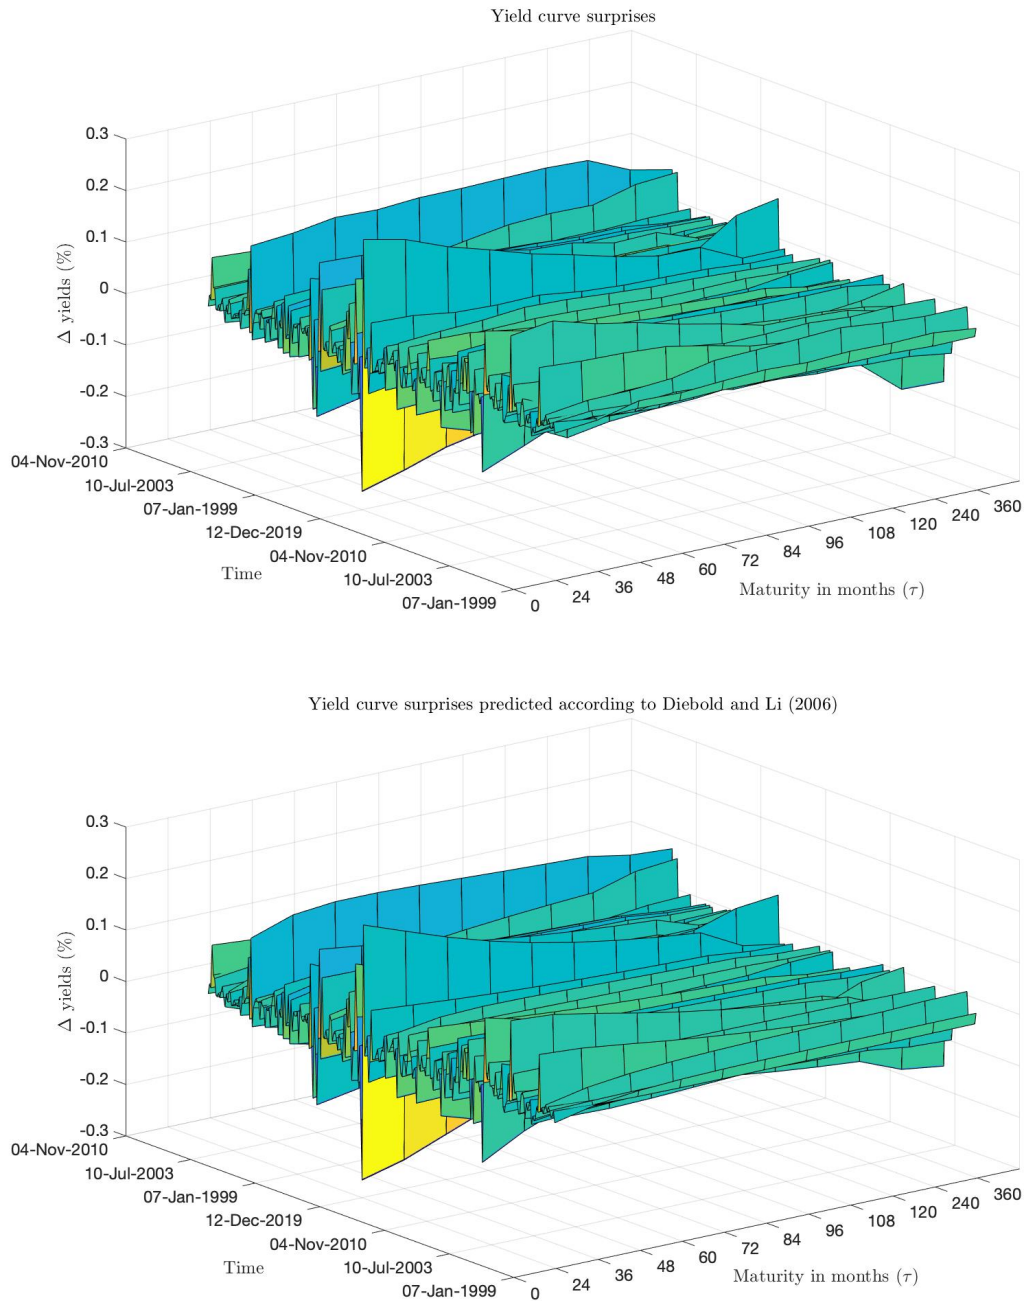 Yield curve surprises
0.3
0.2
0.1
0
-0.1
-0.2
-0.3
Δ yields (%)
04-Nov-2010
10-Jul-2003
07-Jan-1999
12-Dec-2019
04-Nov-2010
10-Jul-2003
07-Jan-1999
Time
0
24
36
48
60
72
84
96
108
120
240
360
Maturity in months (τ)
Yield curve surprises predicted according to Diebold and Li (2006)
0.3
0.2
0.1
0
-0.1
-0.2
-0.3
Δ yields (%)
04-Nov-2010
10-Jul-2003
07-Jan-1999
12-Dec-2019
04-Nov-2010
10-Jul-2003
07-Jan-1999
Time
0
24
36
48
60
72
84
96
108
120
240
360
Maturity in months (τ)